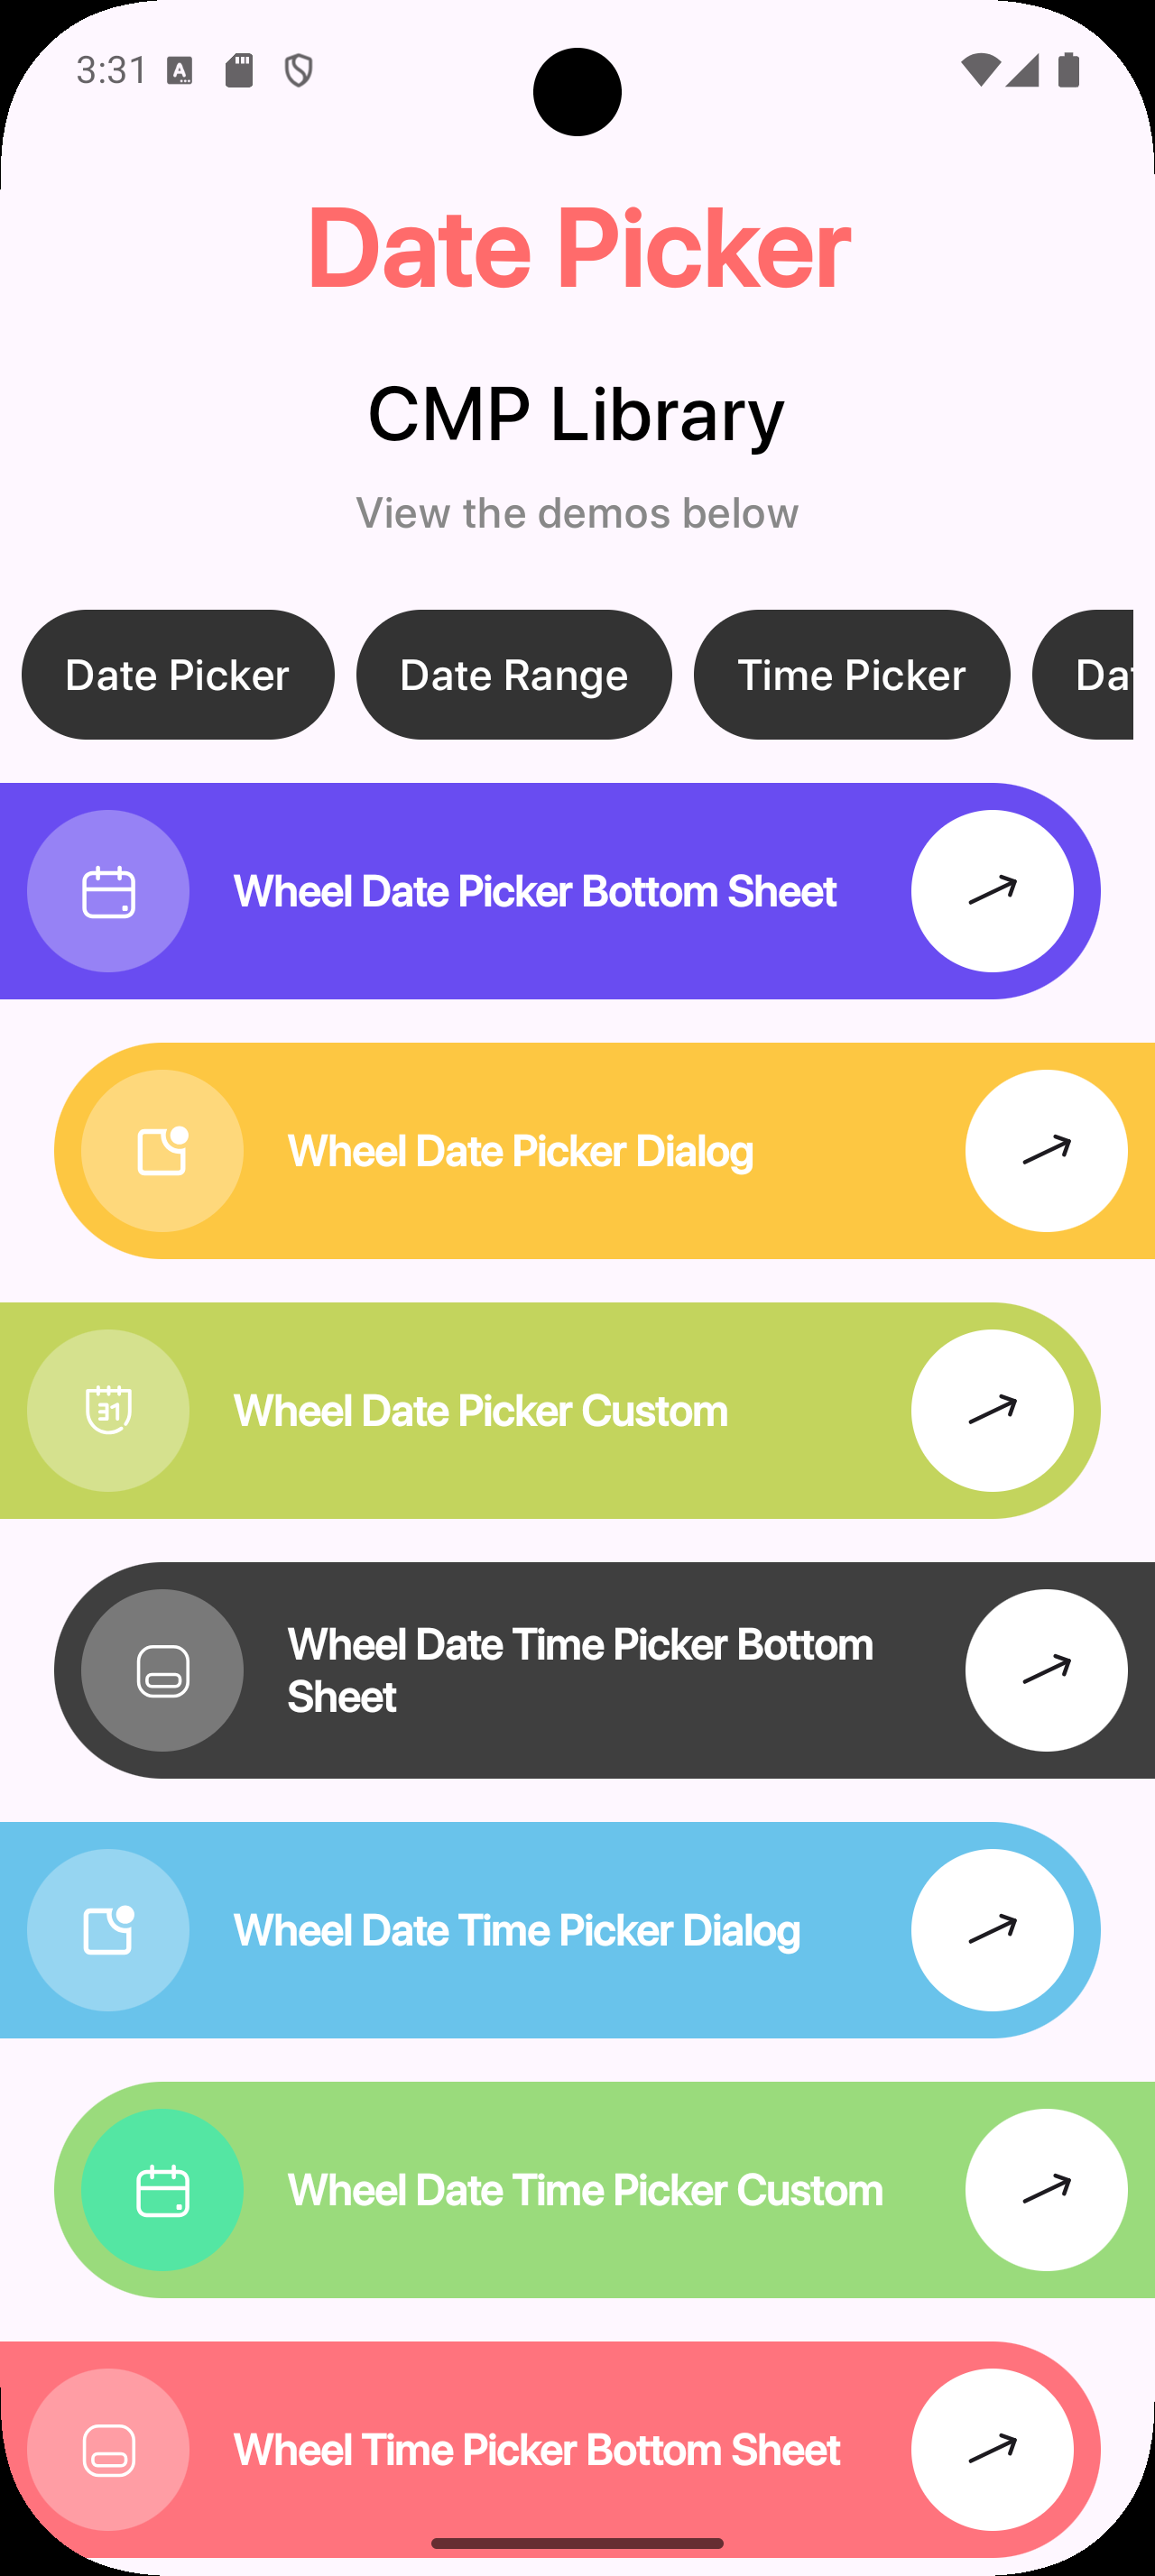 3:31
Date Picker
CMP Library
View the demos below
Date Picker
Date Range
Time Picker
Wheel Date Picker Bottom Sheet
Wheel Date Picker Dialog
31
Wheel Date Picker Custom
Wheel Date Time Picker Bottom
Sheet
Wheel Date Time Picker Dialog
Wheel Date Time Picker Custom
Wheel Time Picker Bottom Sheet